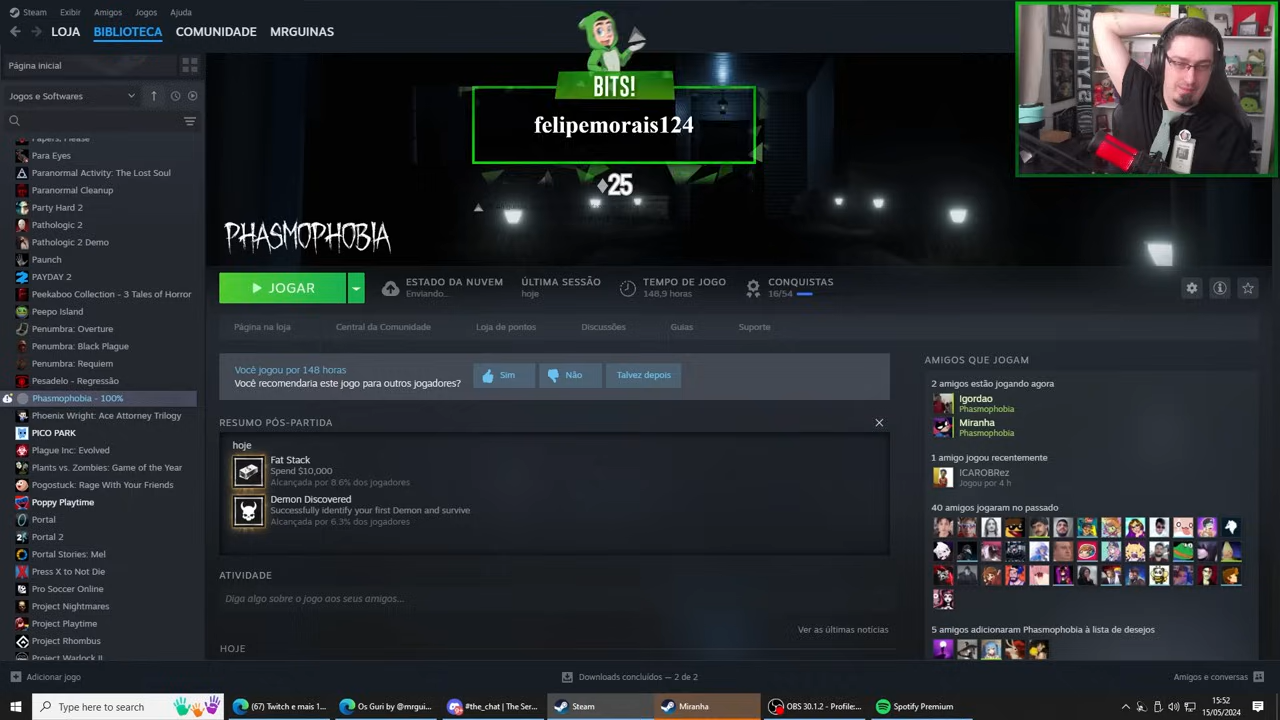 Steam Exibir Amigos Jogos Ajuda
LOJA BIBLIOTECA COMUNIDADE MRGUINAS
Página inicial
Jogos e Softwares
Papers, Please
Para Eyes
Paranormal Activity: The Lost Soul
Paranormal Cleanup
Party Hard 2
Pathologic 2
Pathologic 2 Demo
Paunch
PAYDAY 2
Peekaboo Collection - 3 Tales of Horror
Peepo Island
Penumbra: Overture
Penumbra: Black Plague
Penumbra: Requiem
Pesadelo - Regressão
Phasmophobia - 100%
Phoenix Wright: Ace Attorney Trilogy
PICO PARK
Plague Inc: Evolved
Plants vs. Zombies: Game of the Year
Pogostuck: Rage With Your Friends
Poppy Playtime
Portal
Portal 2
Portal Stories: Mel
Press X to Not Die
Pro Soccer Online
Project Nightmares
Project Playtime
Project Rhombus
Project Warlock II
BITS!
felipemorais124
25
PHASMOPHOBIA
SLYTHER
JOGAR
ESTADO DA NUVEM
Enviando...
ÚLTIMA SESSÃO
hoje
TEMPO DE JOGO
148,9 horas
CONQUISTAS
16/54
Página na loja Central da Comunidade Loja de pontos Discussões Guias Suporte
Você jogou por 148 horas
Você recomendaria este jogo para outros jogadores?
Sim Não Talvez depois
RESUMO PÓS-PARTIDA
hoje
Fat Stack
Spend $10,000
Alcançada por 8.6% dos jogadores
Demon Discovered
Successfully identify your first Demon and survive
Alcançada por 6.3% dos jogadores
ATIVIDADE
Diga algo sobre o jogo aos seus amigos...
Ver as últimas notícias
HOJE
AMIGOS QUE JOGAM
2 amigos estão jogando agora
Igordao
Phasmophobia
Miranha
Phasmophobia
1 amigo jogou recentemente
ICAROBRez
Jogou por 4 h
40 amigos jogaram no passado
5 amigos adicionaram Phasmophobia à lista de desejos
Adicionar jogo
Downloads concluídos — 2 de 2
Amigos e conversas
Type here to search
(67) Twitch e mais 1...
Os Guri by @mrgui...
#the_chat | The Ser...
Steam
Miranha
OBS 30.1.2 - Profile:...
Spotify Premium
15:52
15/05/2024